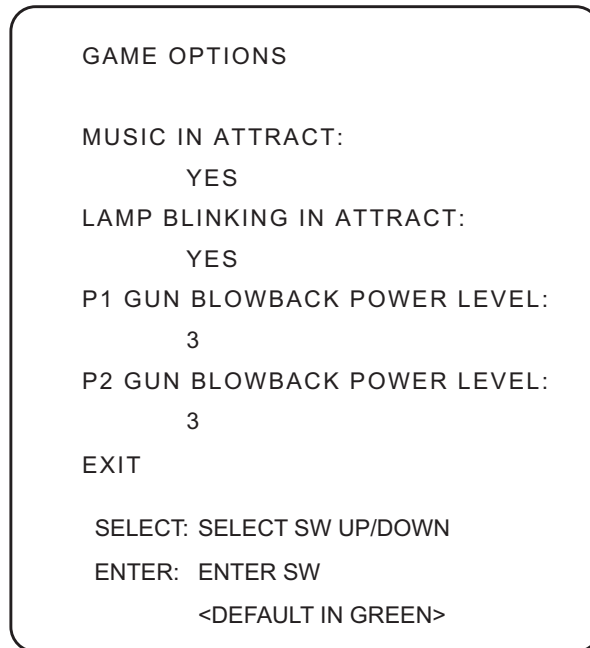 GAME OPTIONS
MUSIC IN ATTRACT:
YES
LAMP BLINKING IN ATTRACT:
YES
P1 GUN BLOWBACK POWER LEVEL:
3
P2 GUN BLOWBACK POWER LEVEL:
3
EXIT
SELECT: SELECT SW UP/DOWN
ENTER: ENTER SW
<DEFAULT IN GREEN>